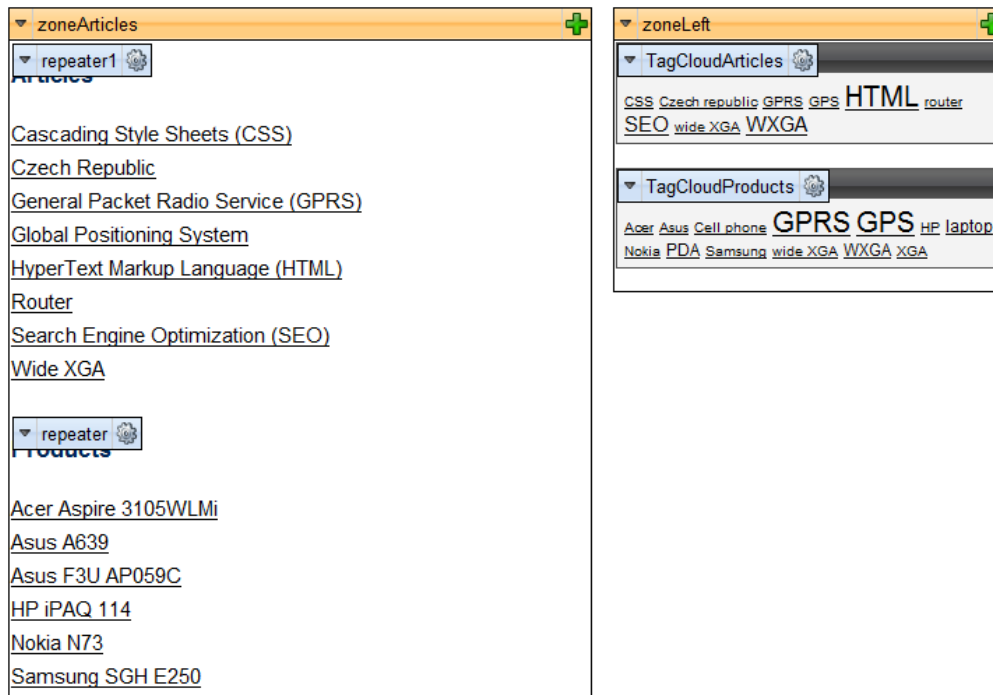 zoneArticles
repeater1
Articles
Cascading Style Sheets (CSS)
Czech Republic
General Packet Radio Service (GPRS)
Global Positioning System
HyperText Markup Language (HTML)
Router
Search Engine Optimization (SEO)
Wide XGA
repeater
Products
Acer Aspire 3105WLMi
Asus A639
Asus F3U AP059C
HP iPAQ 114
Nokia N73
Samsung SGH E250
zoneLeft
TagCloudArticles
CSS Czech republic GPRS GPS HTML router
SEO wide XGA WXGA
TagCloudProducts
Acer Asus Cell phone GPRS GPS HP laptop
Nokia PDA Samsung wide XGA WXGA XGA